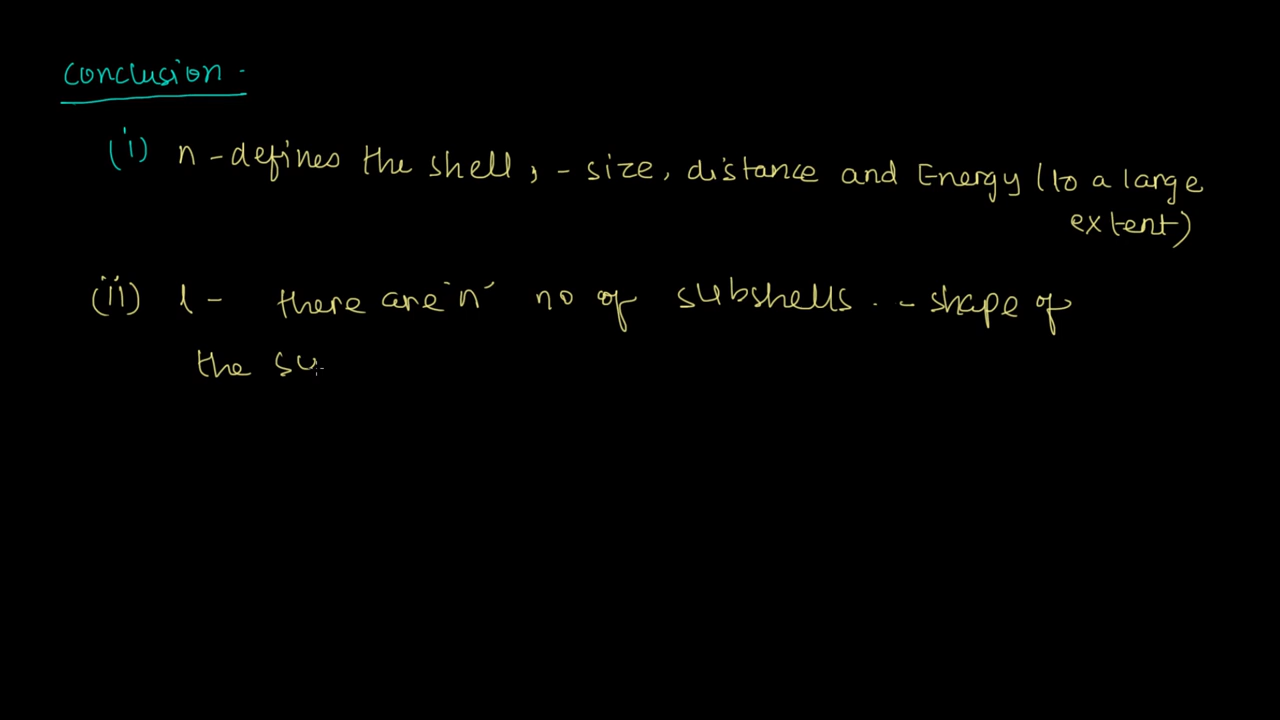 Conclusion.
(i) n - defines the shell, - size, distance and Energy (to a large
extent)
(ii) l - there are 'n' no of subshells. - shape of
the su